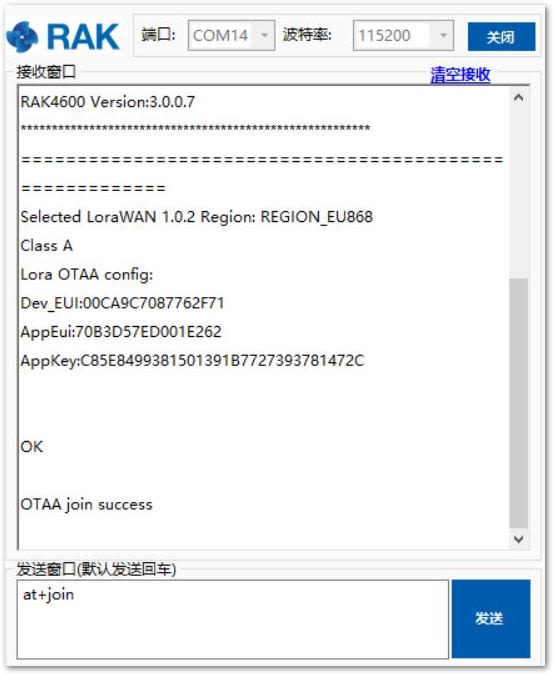 RAK 端口: COM14 波特率: 115200 关闭
接收窗口 清空接收
RAK4600 Version:3.0.0.7
********************************************************
===========================================
=============
Selected LoraWAN 1.0.2 Region: REGION_EU868
Class A
Lora OTAA config:
Dev_EUI:00CA9C7087762F71
AppEui:70B3D57ED001E262
AppKey:C85E8499381501391B7727393781472C
OK
OTAA join success
发送窗口(默认发送回车)
at+join
发送